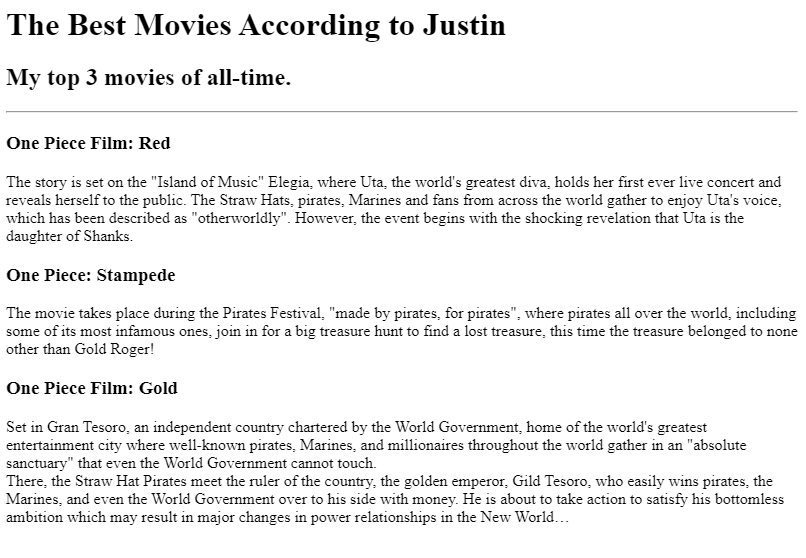 The Best Movies According to Justin
My top 3 movies of all-time.
One Piece Film: Red
The story is set on the "Island of Music" Elegia, where Uta, the world's greatest diva, holds her first ever live concert and
reveals herself to the public. The Straw Hats, pirates, Marines and fans from across the world gather to enjoy Uta's voice,
which has been described as "otherworldly". However, the event begins with the shocking revelation that Uta is the
daughter of Shanks.
One Piece: Stampede
The movie takes place during the Pirates Festival, "made by pirates, for pirates", where pirates all over the world, including
some of its most infamous ones, join in for a big treasure hunt to find a lost treasure, this time the treasure belonged to none
other than Gold Roger!
One Piece Film: Gold
Set in Gran Tesoro, an independent country chartered by the World Government, home of the world's greatest
entertainment city where well-known pirates, Marines, and millionaires throughout the world gather in an "absolute
sanctuary" that even the World Government cannot touch.
There, the Straw Hat Pirates meet the ruler of the country, the golden emperor, Gild Tesoro, who easily wins pirates, the
Marines, and even the World Government over to his side with money. He is about to take action to satisfy his bottomless
ambition which may result in major changes in power relationships in the New World…